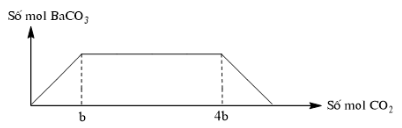 Số mol BaCO₃
b
4b
Số mol CO₂